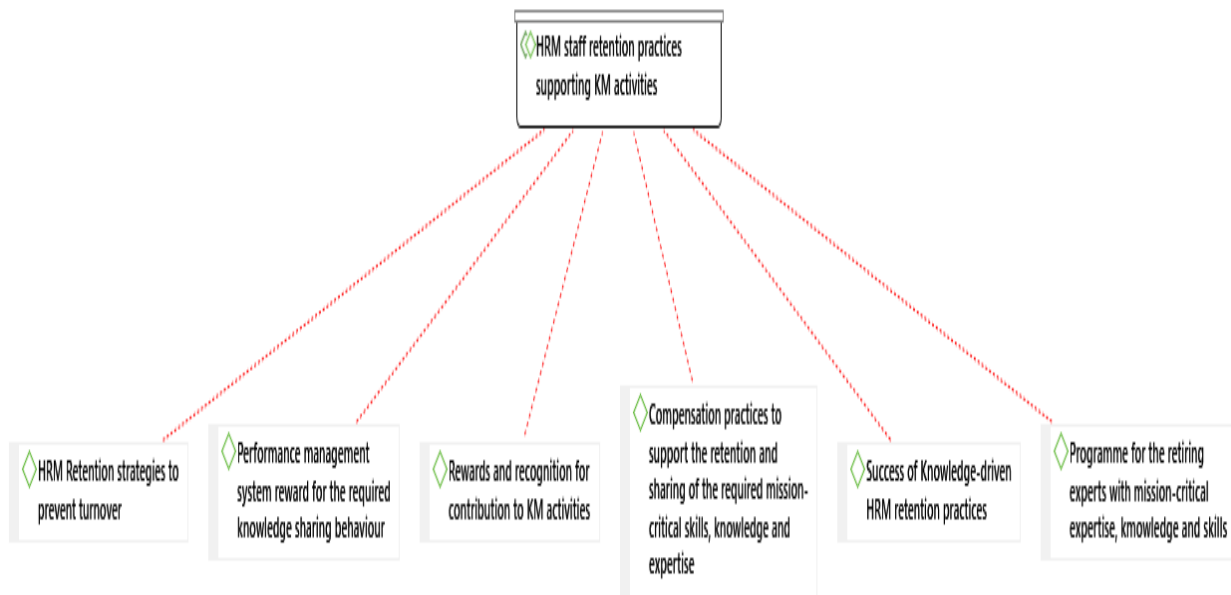 HRM staff retention practices
supporting KM activities
HRM Retention strategies to
prevent turnover
Performance management
system reward for the required
knowledge sharing behaviour
Rewards and recognition for
contribution to KM activities
Compensation practices to
support the retention and
sharing of the required mission-
critical skills, knowledge and
expertise
Success of Knowledge-driven
HRM retention practices
Programme for the retiring
experts with mission-critical
expertise, kmowledge and skills